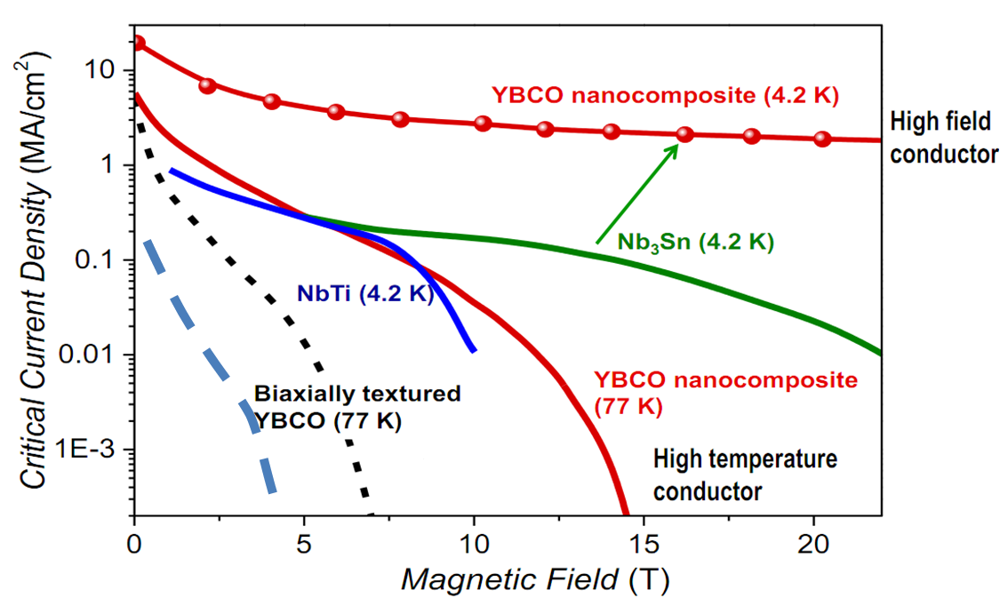 Critical Current Density (MA/cm²)
10
1
0.1
0.01
1E-3
YBCO nanocomposite (4.2 K)
High field
conductor
Nb₃Sn (4.2 K)
NbTi (4.2 K)
Biaxially textured
YBCO (77 K)
YBCO nanocomposite
(77 K)
High temperature
conductor
0 5 10 15 20
Magnetic Field (T)